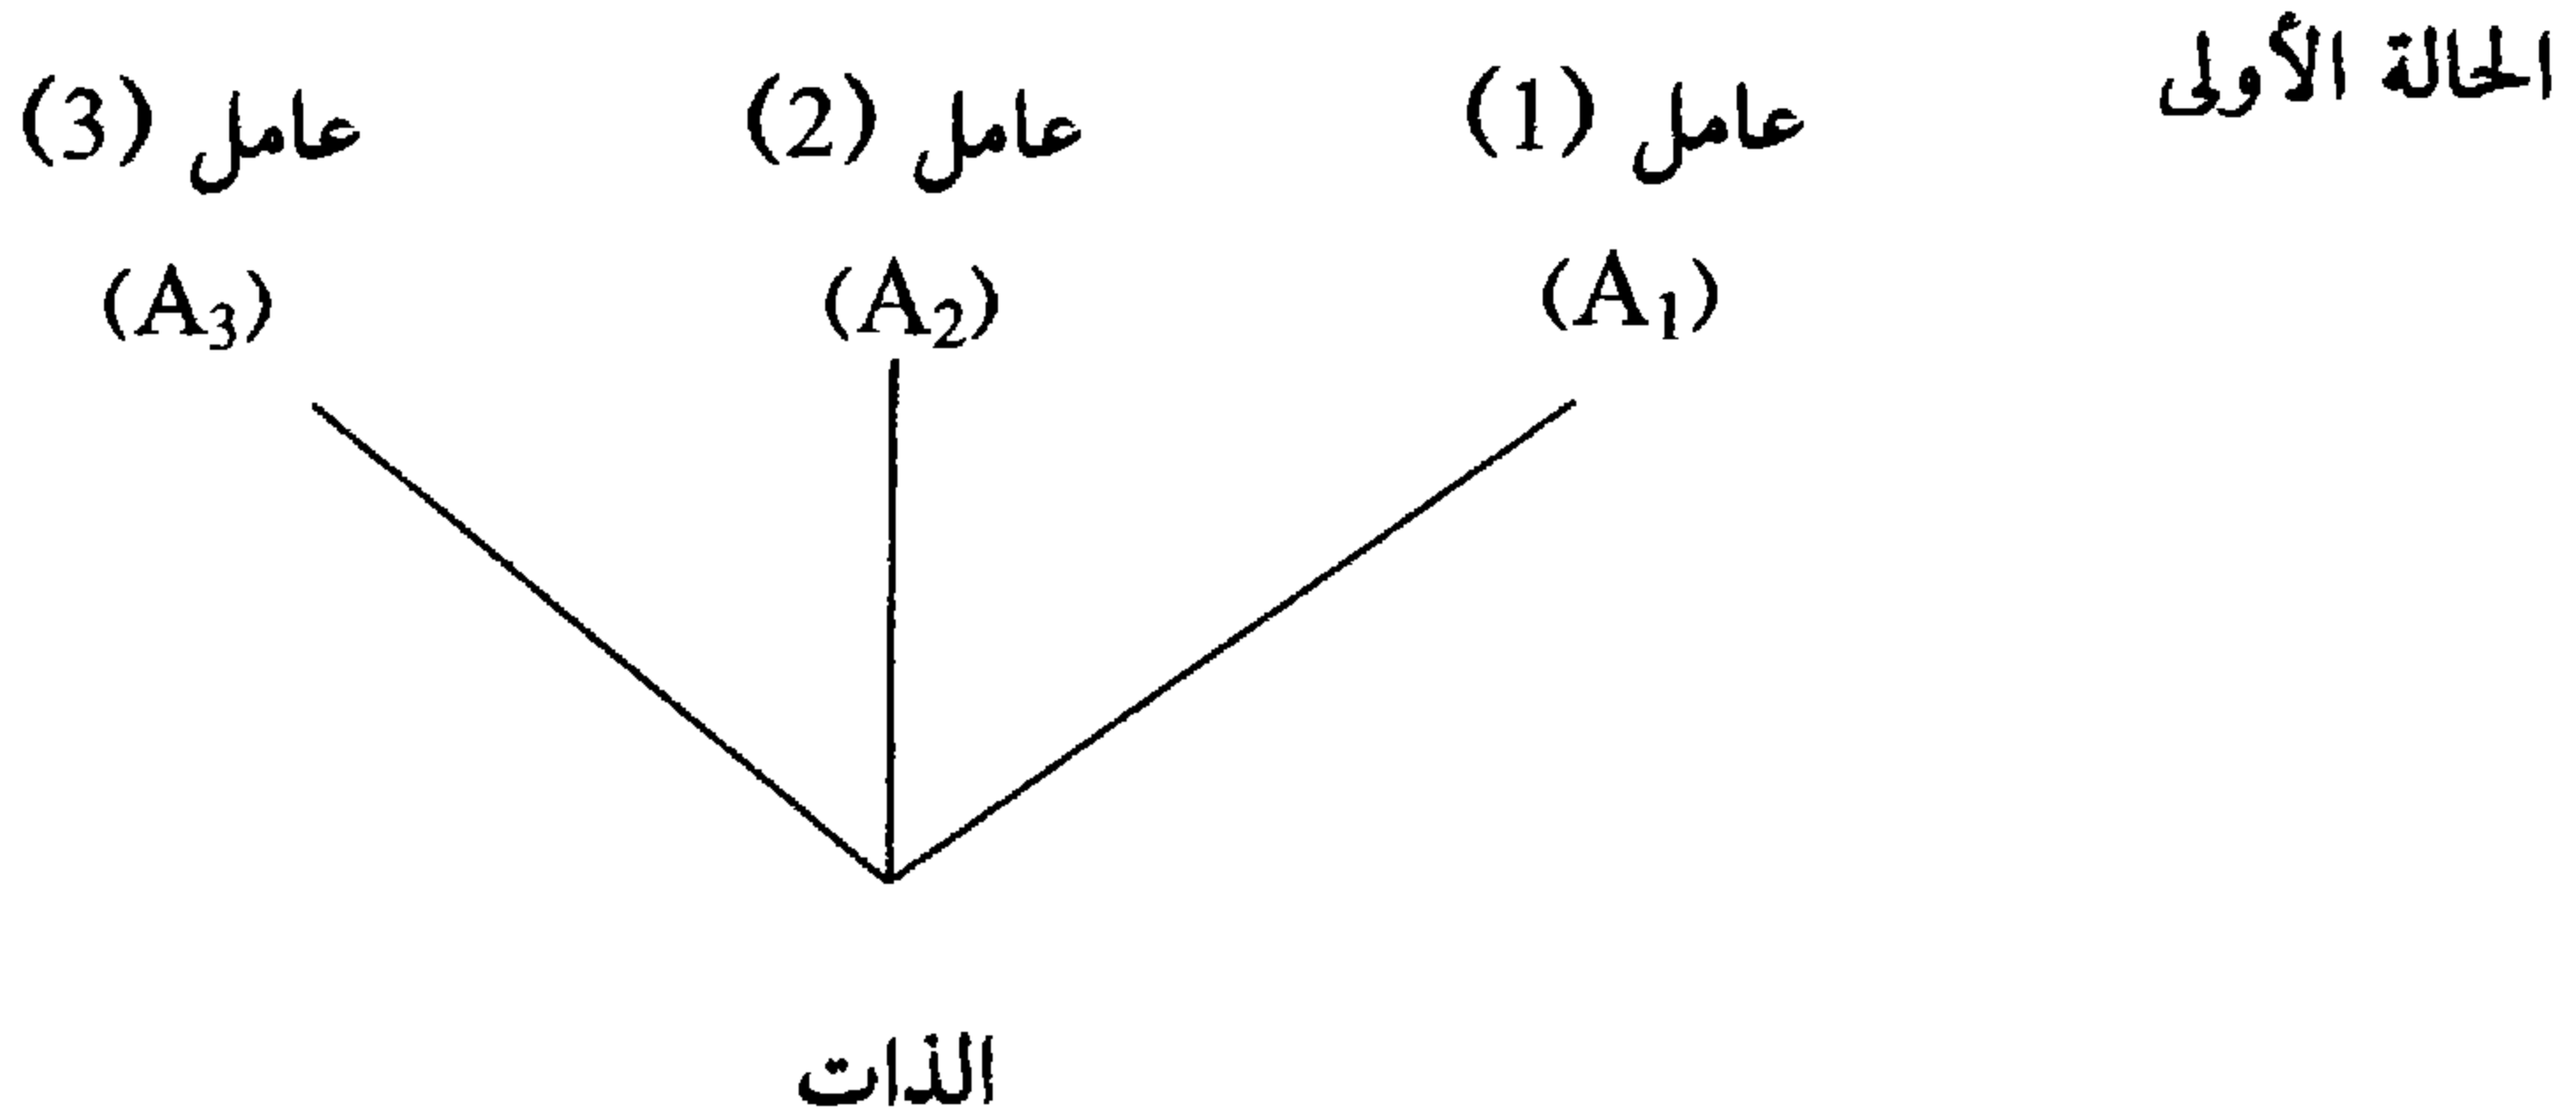 الحالة الأولى
عامل (1) عامل (2) عامل (3)
(A₁) (A₂) (A₃)
الذات